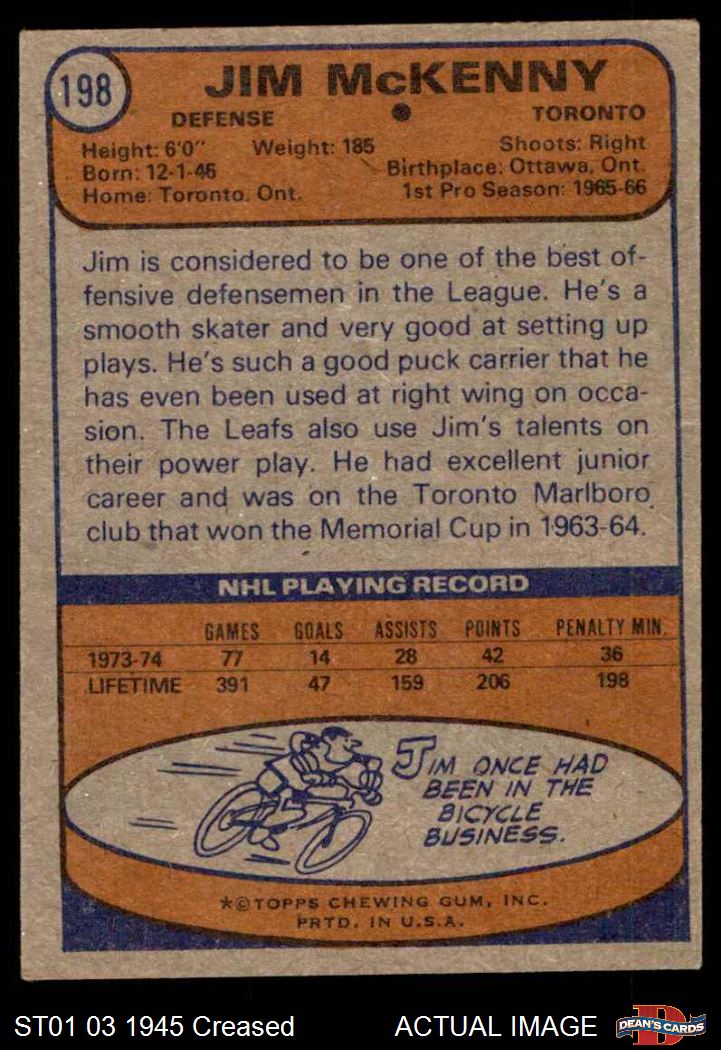 198
JIM McKENNY
DEFENSE TORONTO
Height: 6'0" Weight: 185 Shoots: Right
Born: 12-1-46 Birthplace: Ottawa, Ont.
Home: Toronto, Ont. 1st Pro Season: 1965-66
Jim is considered to be one of the best of-
fensive defensemen in the League. He's a
smooth skater and very good at setting up
plays. He's such a good puck carrier that he
has even been used at right wing on occa-
sion. The Leafs also use Jim's talents on
their power play. He had excellent junior
career and was on the Toronto Marlboro
club that won the Memorial Cup in 1963-64.
NHL PLAYING RECORD
GAMES GOALS ASSISTS POINTS PENALTY MIN.
1973-74 77 14 28 42 36
LIFETIME 391 47 159 206 198
JIM ONCE HAD
BEEN IN THE
BICYCLE
BUSINESS.
*©TOPPS CHEWING GUM, INC.
PRTD. IN U.S.A.
ST01 03 1945 Creased ACTUAL IMAGE DEAN'S CARDS